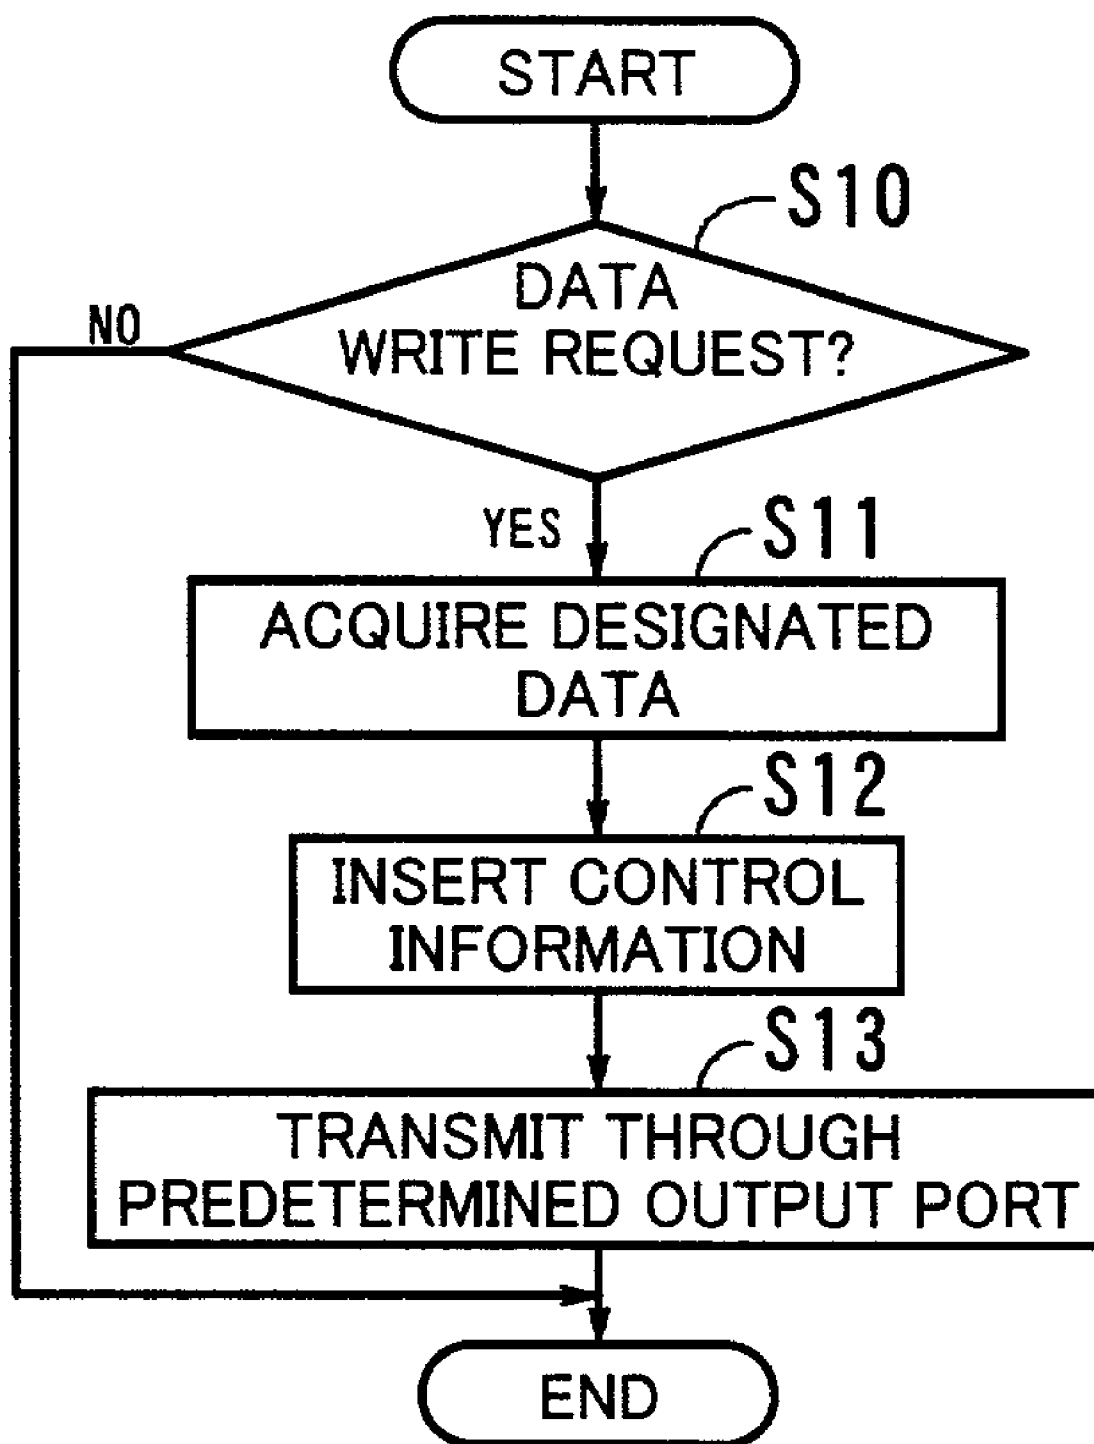 START
S10
DATA
WRITE REQUEST?
NO
YES
S11
ACQUIRE DESIGNATED
DATA
S12
INSERT CONTROL
INFORMATION
S13
TRANSMIT THROUGH
PREDETERMINED OUTPUT PORT
END